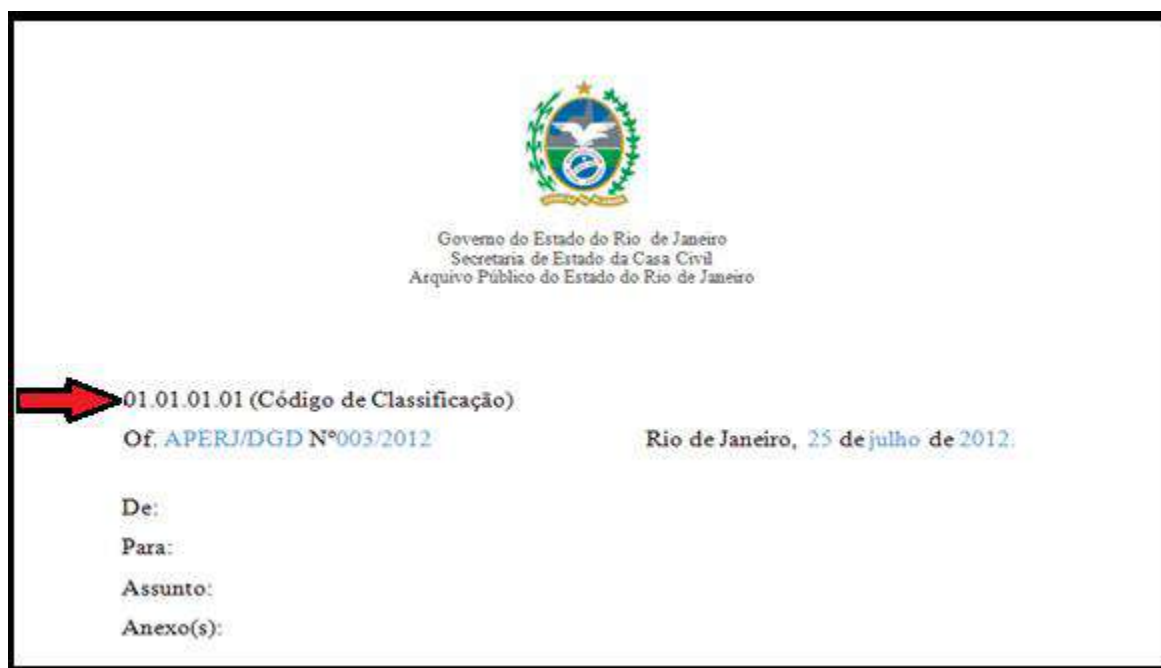 Governo do Estado do Rio de Janeiro
Secretaria de Estado da Casa Civil
Arquivo Público do Estado do Rio de Janeiro
01.01.01.01 (Código de Classificação)
Of. APERJ/DGD Nº003/2012 Rio de Janeiro, 25 de julho de 2012.
De:
Para:
Assunto:
Anexo(s):